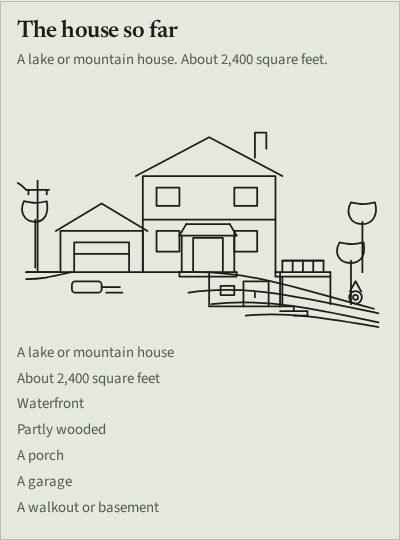 The house so far
A lake or mountain house. About 2,400 square feet.
A lake or mountain house
About 2,400 square feet
Waterfront
Partly wooded
A porch
A garage
A walkout or basement